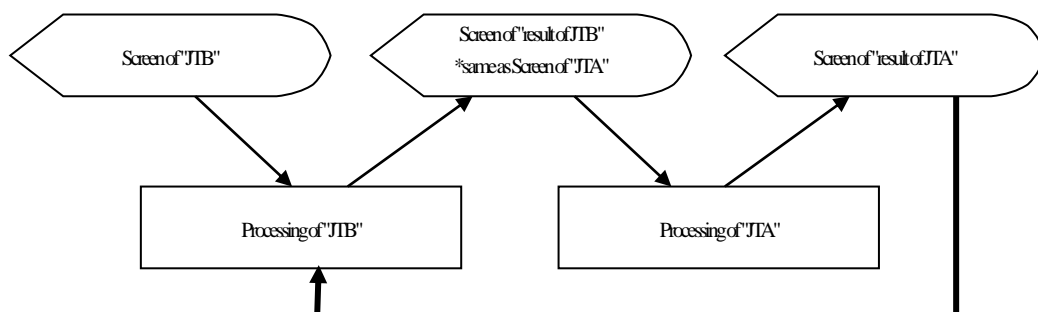 Screen of "JTB"
Screen of "result of JTB"
*same as Screen of "JTA"
Screen of "result of JTA"
Processing of "JTB"
Processing of "JTA"